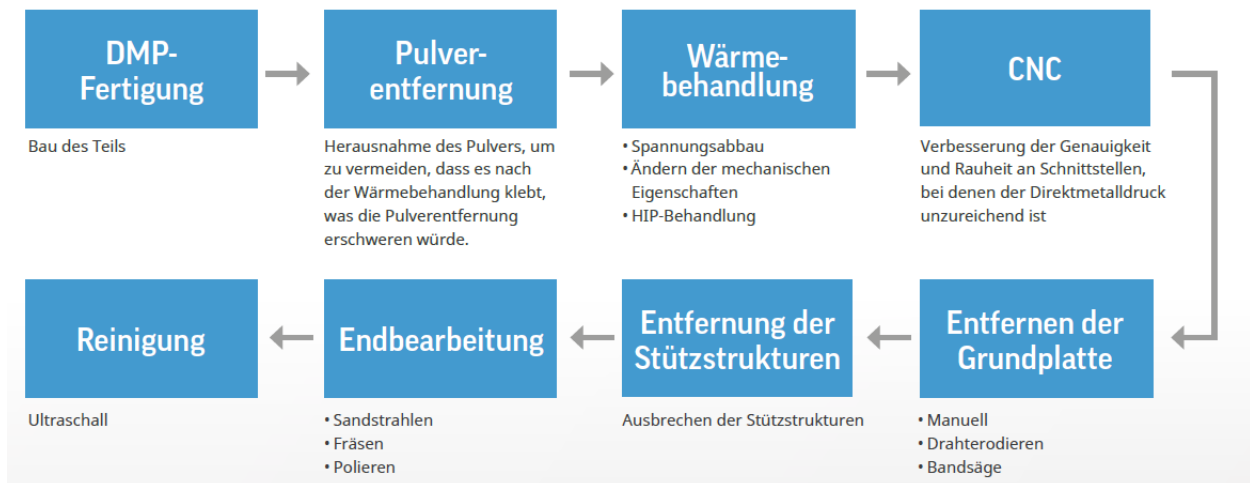 DMP-
Fertigung
Bau des Teils
Pulver-
entfernung
Herausnahme des Pulvers, um
zu vermeiden, dass es nach
der Wärmebehandlung klebt,
was die Pulverentfernung
erschweren würde.
Wärme-
behandlung
• Spannungsabbau
• Ändern der mechanischen
Eigenschaften
• HIP-Behandlung
CNC
Verbesserung der Genauigkeit
und Rauheit an Schnittstellen,
bei denen der Direktmetalldruck
unzureichend ist
Entfernen der
Grundplatte
• Manuell
• Drahterodieren
• Bandsäge
Entfernung der
Stützstrukturen
Ausbrechen der Stützstrukturen
Endbearbeitung
• Sandstrahlen
• Fräsen
• Polieren
Reinigung
Ultraschall